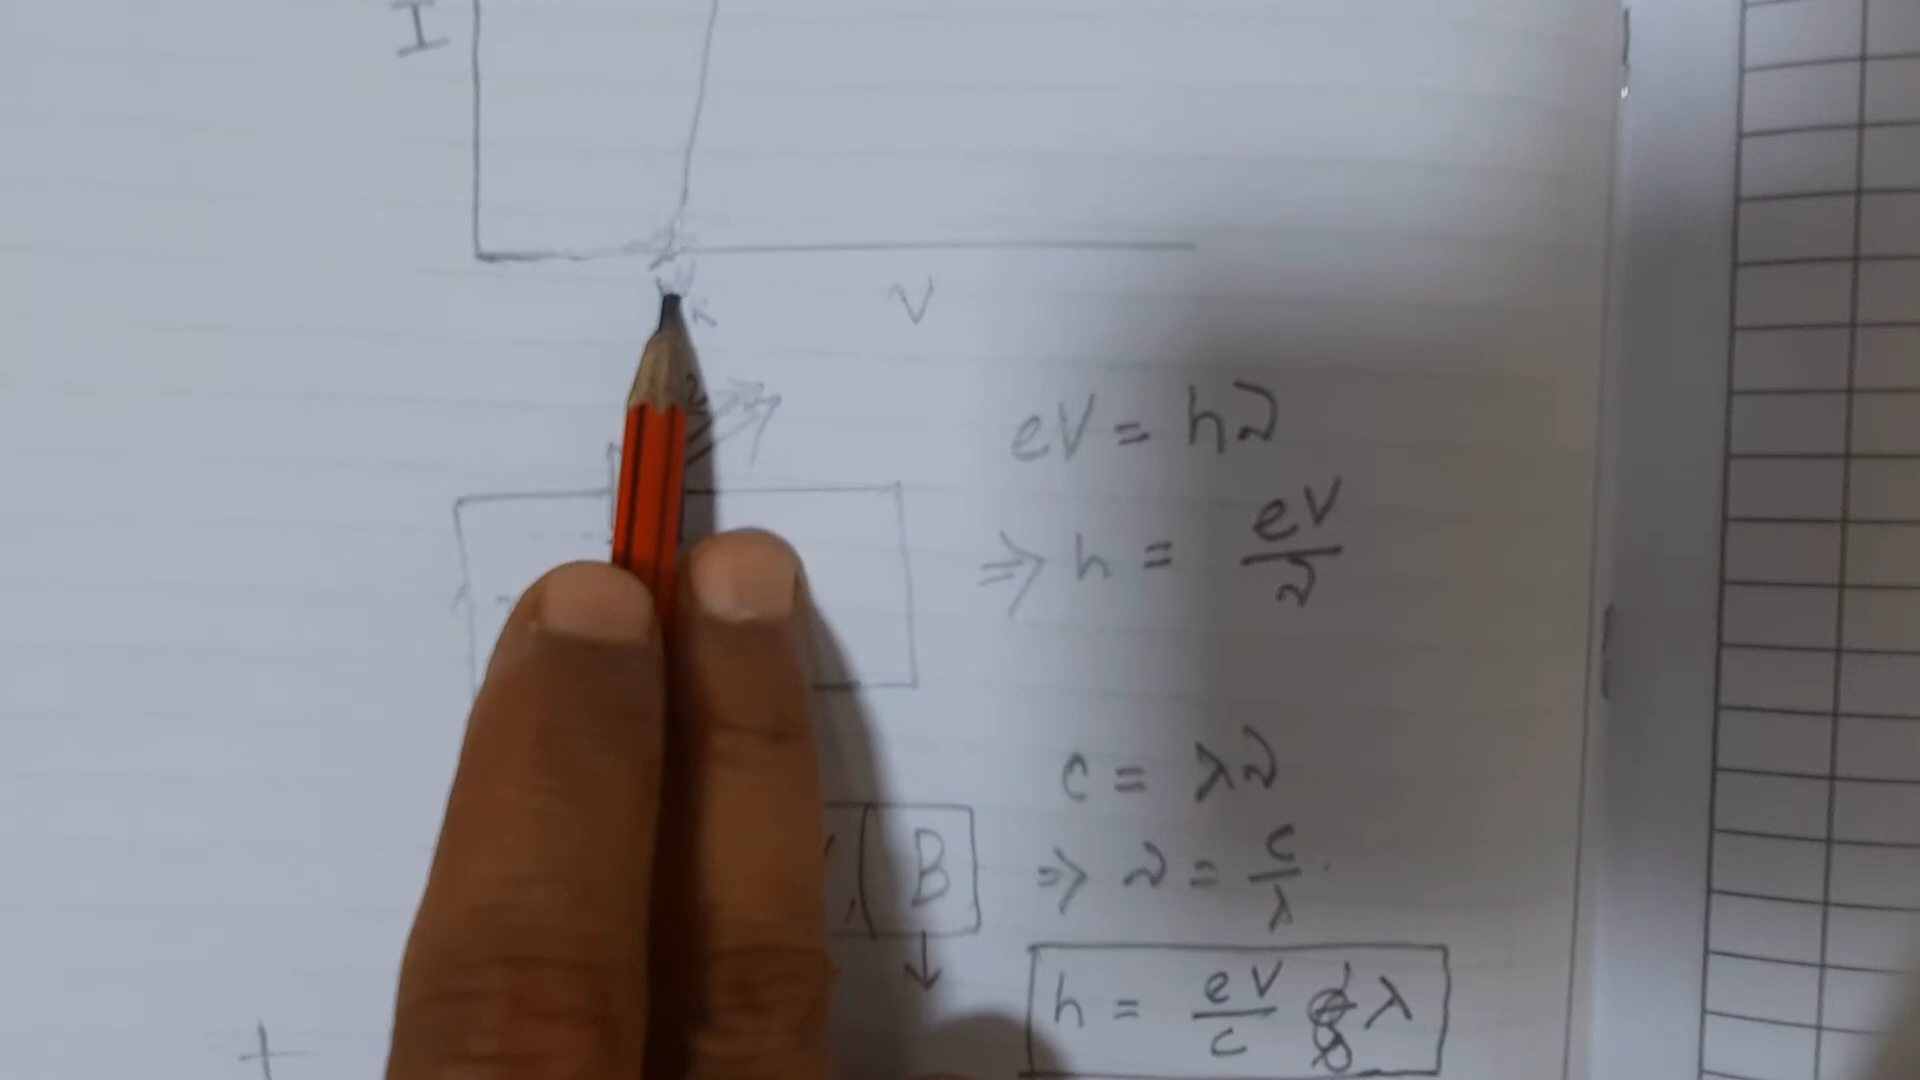 I
V
eV = hν
⇒ h = eV/ν
c = λν
⇒ ν = c/λ
B
h = eV/c λ
+